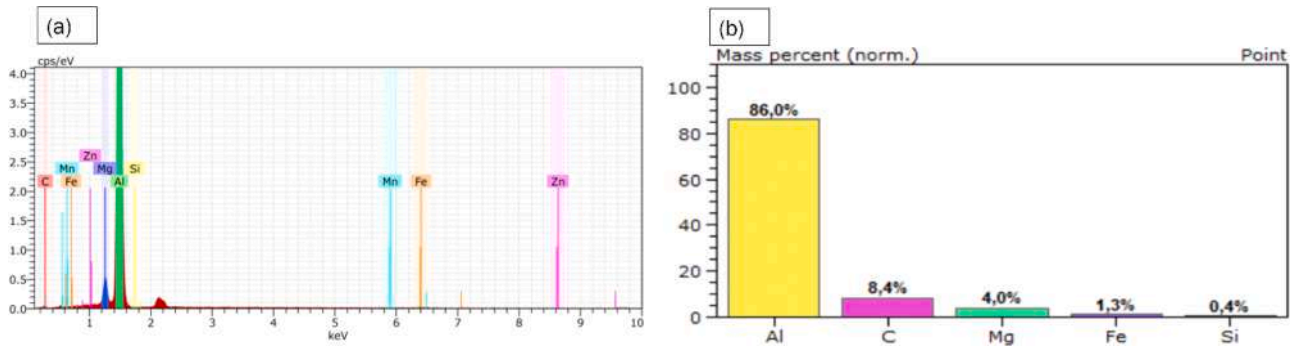 (a)
cps/eV
4.0
3.5
3.0
2.5
2.0
1.5
1.0
0.5
0.0
Zn
Mn Mg Si
C Fe Al Mn Fe Zn
1 2 3 4 5 6 7 8 9 10
keV
(b)
Mass percent (norm.) Point
100
80
60
40
20
0
86,0%
8,4%
4,0%
1,3%
0,4%
Al C Mg Fe Si